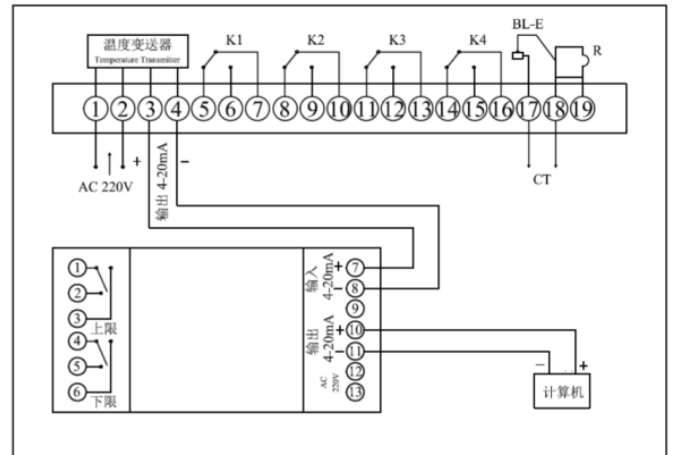 温度变送器
Temperature Transmitter
K1
K2
K3
K4
BL-E
R
① ② ③ ④ ⑤ ⑥ ⑦ ⑧ ⑨ ⑩ ⑪ ⑫ ⑬ ⑭ ⑮ ⑯ ⑰ ⑱ ⑲
+
−
AC 220V
输出 4-20mA
CT
①
②
③
上限
④
⑤
⑥
下限
输入
4-20mA
+ ⑦
− ⑧
⑨
输出
4-20mA
+ ⑩
− ⑪
AC
220V
⑫
⑬
− +
计算机